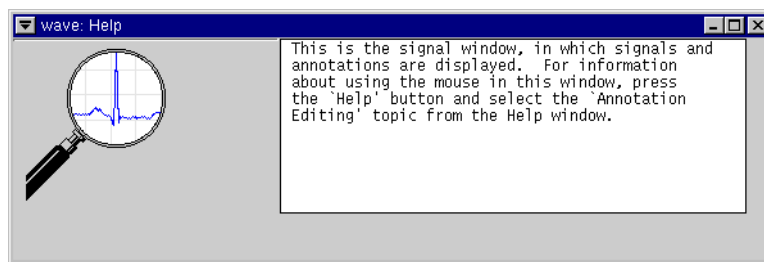 wave: Help
This is the signal window, in which signals and
annotations are displayed.  For information
about using the mouse in this window, press
the `Help' button and select the `Annotation
Editing' topic from the Help window.